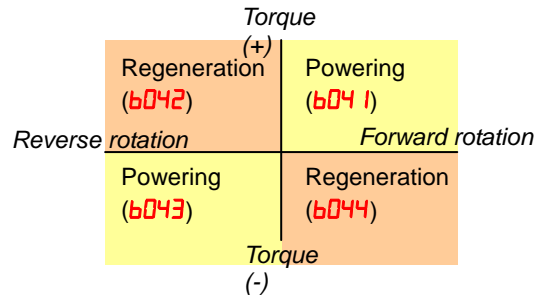 Torque
(+)
Regeneration
(b042)
Powering
(b041)
Reverse rotation
Forward rotation
Powering
(b043)
Regeneration
(b044)
Torque
(-)